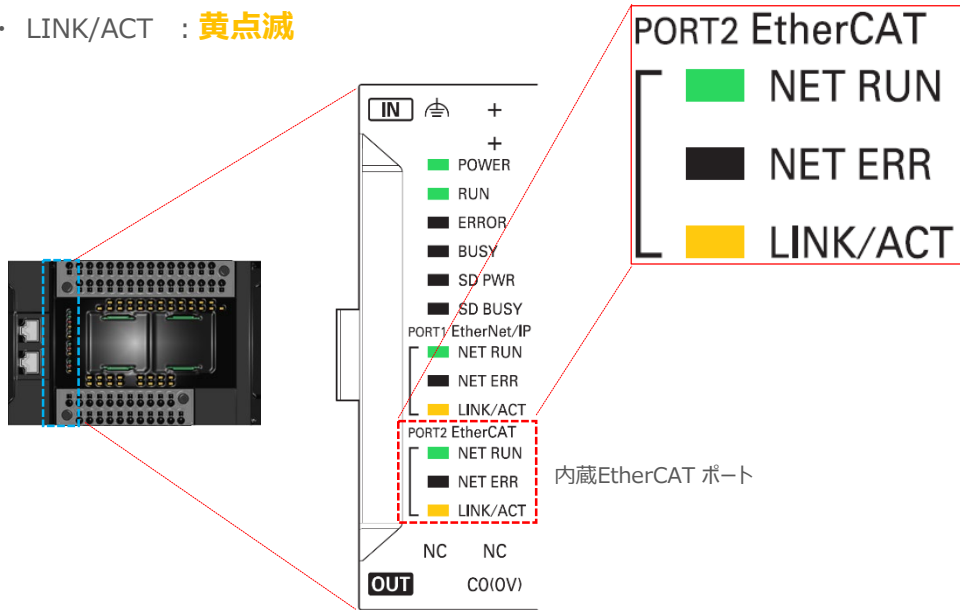 ・ LINK/ACT ：黄点滅
PORT2 EtherCAT
NET RUN
NET ERR
LINK/ACT
IN +
+
POWER
RUN
ERROR
BUSY
SD PWR
SD BUSY
PORT1 EtherNet/IP
NET RUN
NET ERR
LINK/ACT
PORT2 EtherCAT
NET RUN
NET ERR
LINK/ACT
内蔵EtherCAT ポート
NC NC
OUT C0(0V)